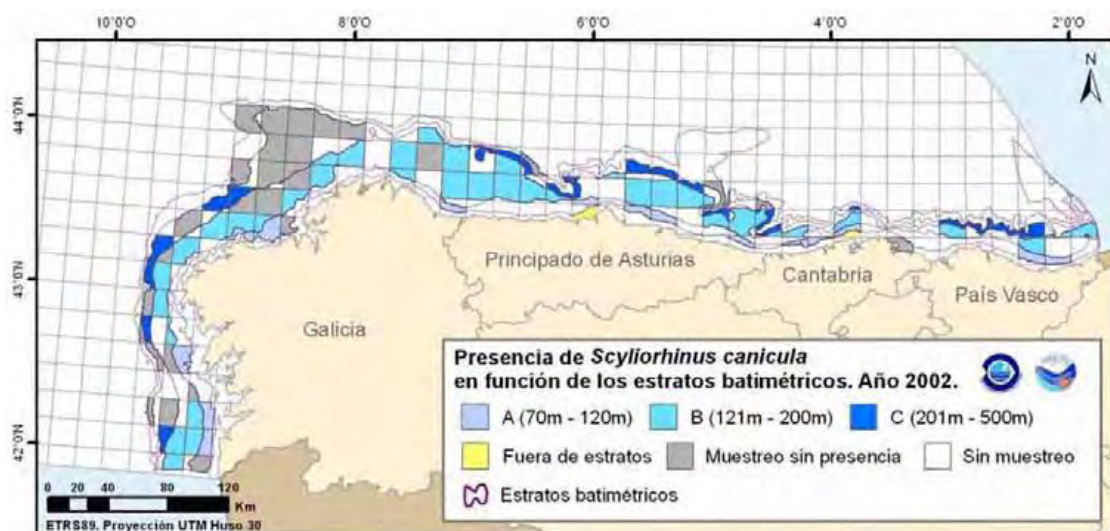 10°0'O 8°0'O 6°0'O 4°0'O 2°0'O
N
44°0'N
43°0'N
42°0'N
Principado de Asturias
Cantabria
País Vasco
Galicia
Presencia de Scyliorhinus canicula
en función de los estratos batimétricos. Año 2002.
A (70m - 120m) B (121m - 200m) C (201m - 500m)
Fuera de estratos Muestreo sin presencia Sin muestreo
Estratos batimétricos
0 20 40 80 120
Km
ETRS89. Proyección UTM Huso 30